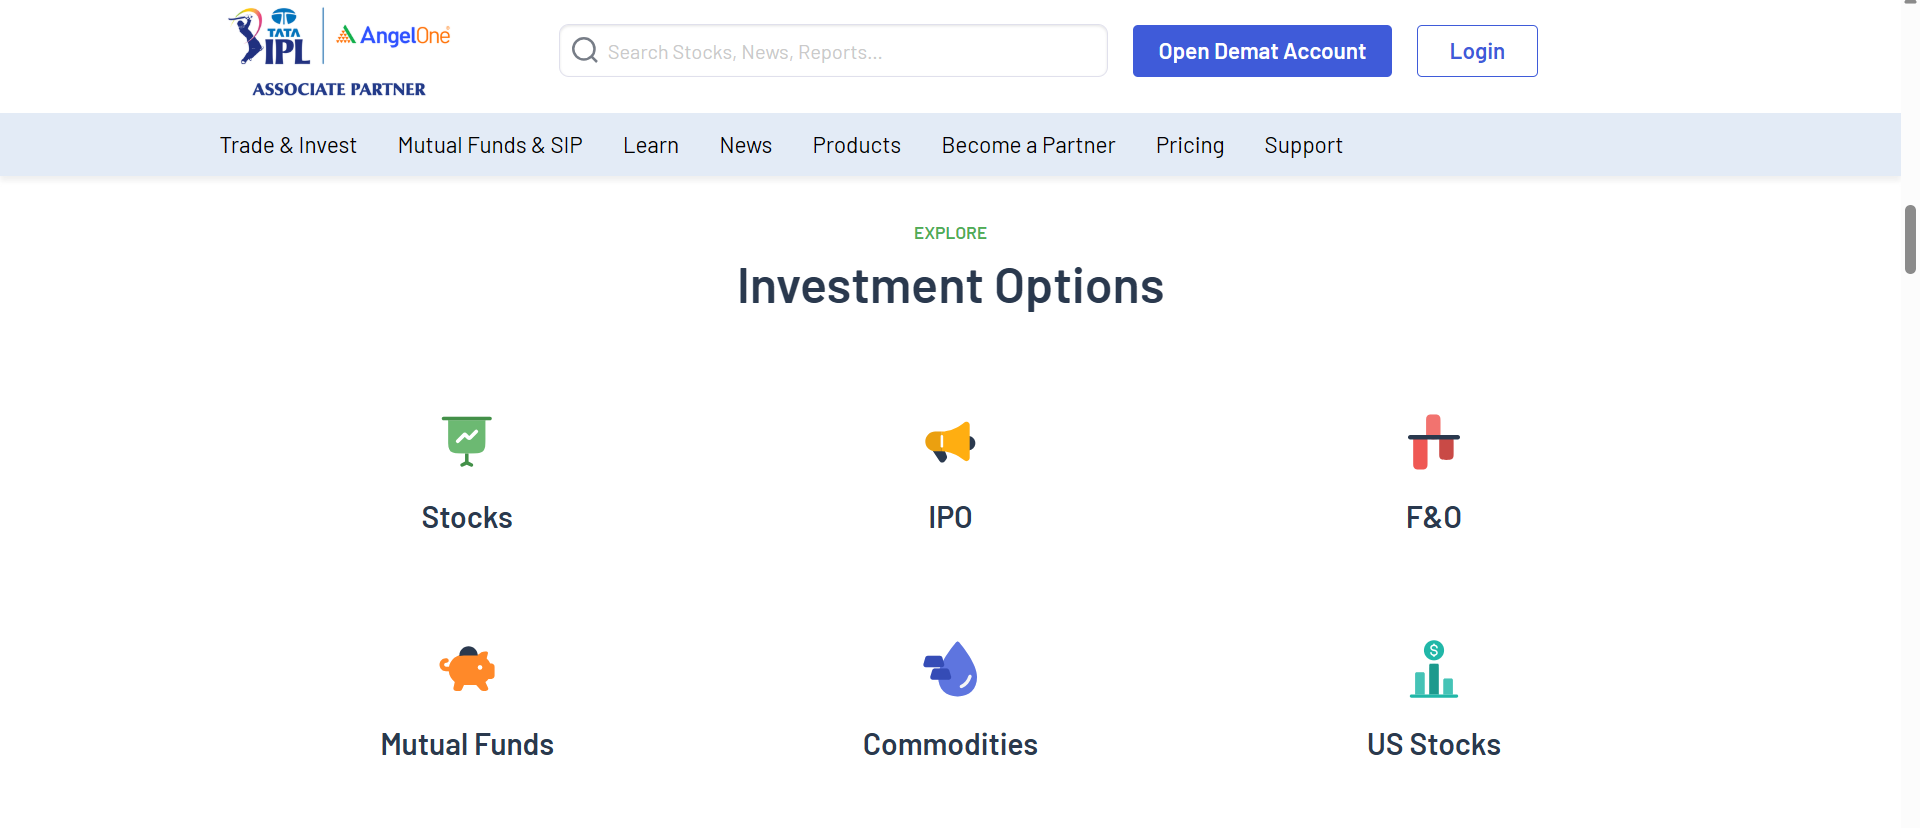 TATA
IPL
AngelOne
ASSOCIATE PARTNER
Search Stocks, News, Reports...
Open Demat Account
Login
Trade & Invest
Mutual Funds & SIP
Learn
News
Products
Become a Partner
Pricing
Support
EXPLORE
Investment Options
Stocks
IPO
F&O
$
Mutual Funds
Commodities
US Stocks